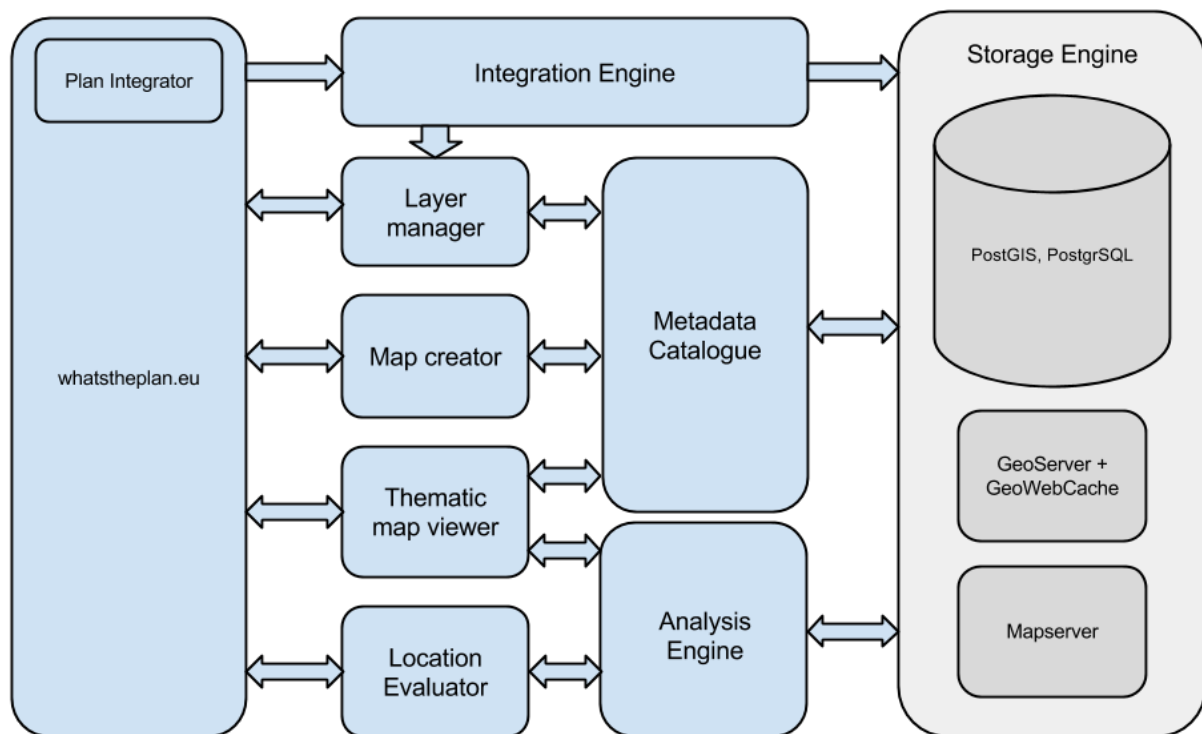 Plan Integrator
whatstheplan.eu
Integration Engine
Layer
manager
Map creator
Thematic
map viewer
Location
Evaluator
Metadada
Catalogue
Analysis
Engine
Storage Engine
PostGIS, PostgrSQL
GeoServer +
GeoWebCache
Mapserver